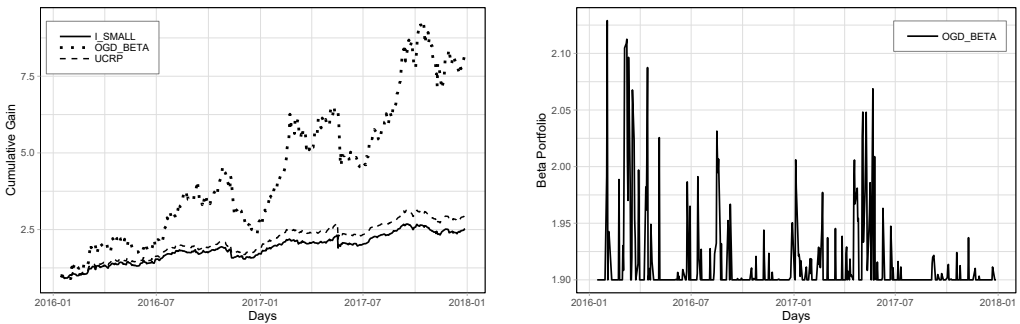 I_SMALL
OGD_BETA
UCRP
7.5
5.0
2.5
Cumulative Gain
2016-01
2016-07
2017-01
2017-07
2018-01
Days
OGD_BETA
2.10
2.05
2.00
1.95
1.90
Beta Portfolio
2016-01
2016-07
2017-01
2017-07
2018-01
Days